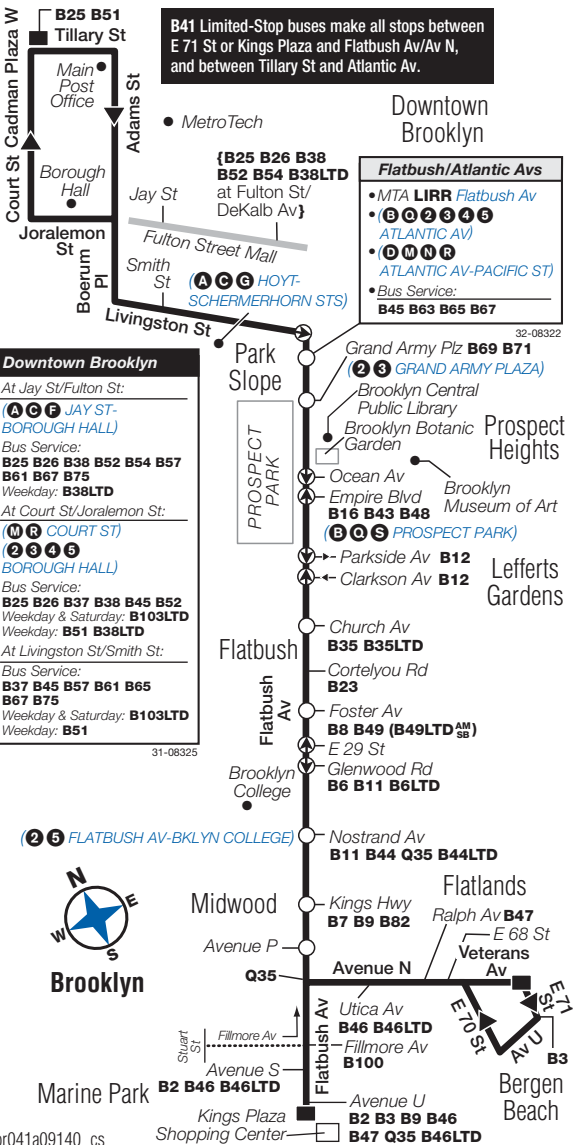 B25 B51
Tillary St
Cadman Plaza W
Court St
Main
Post
Office
Adams St
Borough
Hall
Joralemon
St
Boerum
Pl
B41 Limited-Stop buses make all stops between
E 71 St or Kings Plaza and Flatbush Av/Av N,
and between Tillary St and Atlantic Av.
MetroTech
Downtown
Brooklyn
{B25 B26 B38
B52 B54 B38LTD
at Fulton St/
DeKalb Av}
Jay St
Fulton Street Mall
Smith
St
Livingston St
(A C G HOYT-
SCHERMERHORN STS)
Flatbush/Atlantic Avs
•MTA LIRR Flatbush Av
•(B Q 2 3 4 5
ATLANTIC AV)
•(D M N R
ATLANTIC AV-PACIFIC ST)
•Bus Service:
B45 B63 B65 B67
32-08322
Downtown Brooklyn
At Jay St/Fulton St:
(A C F JAY ST-
BOROUGH HALL)
Bus Service:
B25 B26 B38 B52 B54 B57
B61 B67 B75
Weekday: B38LTD
At Court St/Joralemon St:
(M R COURT ST)
(2 3 4 5
BOROUGH HALL)
Bus Service:
B25 B26 B37 B38 B45 B52
Weekday & Saturday: B103LTD
Weekday: B51 B38LTD
At Livingston St/Smith St:
Bus Service:
B37 B45 B57 B61 B65
B67 B75
Weekday & Saturday: B103LTD
Weekday: B51
31-08325
Park
Slope
Grand Army Plz B69 B71
(2 3 GRAND ARMY PLAZA)
Brooklyn Central
Public Library
Brooklyn Botanic
Garden
Prospect
Heights
PROSPECT
PARK
Ocean Av
Empire Blvd
B16 B43 B48
Brooklyn
Museum of Art
(B Q S PROSPECT PARK)
Parkside Av B12
Clarkson Av B12
Lefferts
Gardens
Church Av
B35 B35LTD
Flatbush
Cortelyou Rd
B23
Flatbush
Av
Foster Av
B8 B49 (B49LTD AM
SB)
E 29 St
Glenwood Rd
B6 B11 B6LTD
Brooklyn
College
(2 5 FLATBUSH AV-BKLYN COLLEGE)
Nostrand Av
B11 B44 Q35 B44LTD
N
E
W
S
Brooklyn
Midwood
Kings Hwy
B7 B9 B82
Flatlands
Avenue P
Ralph Av B47
E 68 St
Veterans
Av
Q35
Avenue N
Utica Av
B46 B46LTD
E 70 St
E 71
St
Av U
B3
Bergen
Beach
Stuart
St
Fillmore Av
Flatbush Av
Fillmore Av
B100
Avenue S
B2 B46 B46LTD
Marine Park
Avenue U
B2 B3 B9 B46
B47 Q35 B46LTD
Kings Plaza
Shopping Center
or041a09140_cs